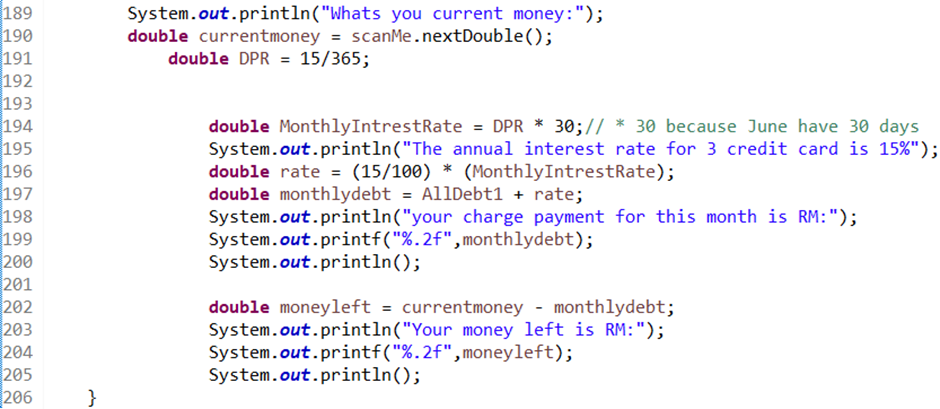 189 System.out.println("Whats you current money:");
190 double currentmoney = scanMe.nextDouble();
191 double DPR = 15/365;
192
193
194 double MonthlyIntrestRate = DPR * 30;// * 30 because June have 30 days
195 System.out.println("The annual interest rate for 3 credit card is 15%");
196 double rate = (15/100) * (MonthlyIntrestRate);
197 double monthlydebt = AllDebt1 + rate;
198 System.out.println("your charge payment for this month is RM:");
199 System.out.printf("%.2f",monthlydebt);
200 System.out.println();
201
202 double moneyleft = currentmoney - monthlydebt;
203 System.out.println("Your money left is RM:");
204 System.out.printf("%.2f",moneyleft);
205 System.out.println();
206 }